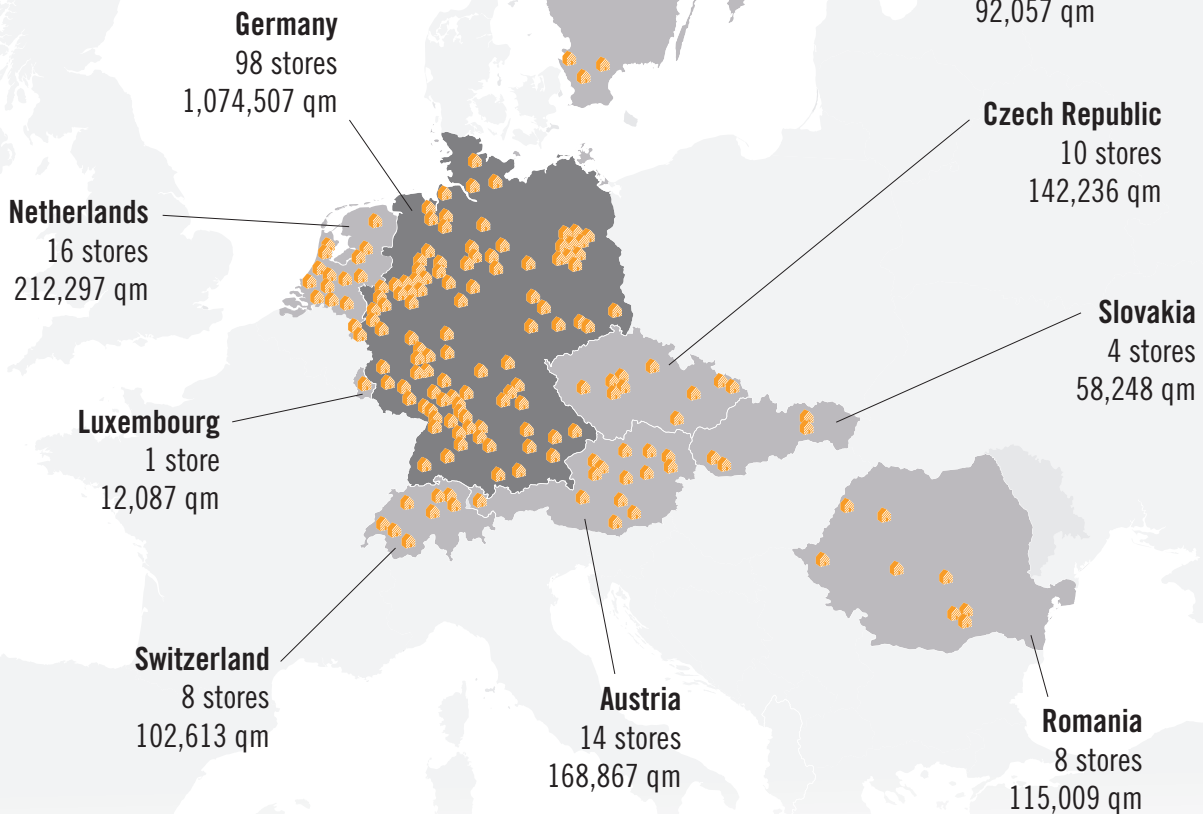 92,057 qm
Germany
98 stores
1,074,507 qm
Czech Republic
10 stores
142,236 qm
Netherlands
16 stores
212,297 qm
Slovakia
4 stores
58,248 qm
Luxembourg
1 store
12,087 qm
Switzerland
8 stores
102,613 qm
Austria
14 stores
168,867 qm
Romania
8 stores
115,009 qm